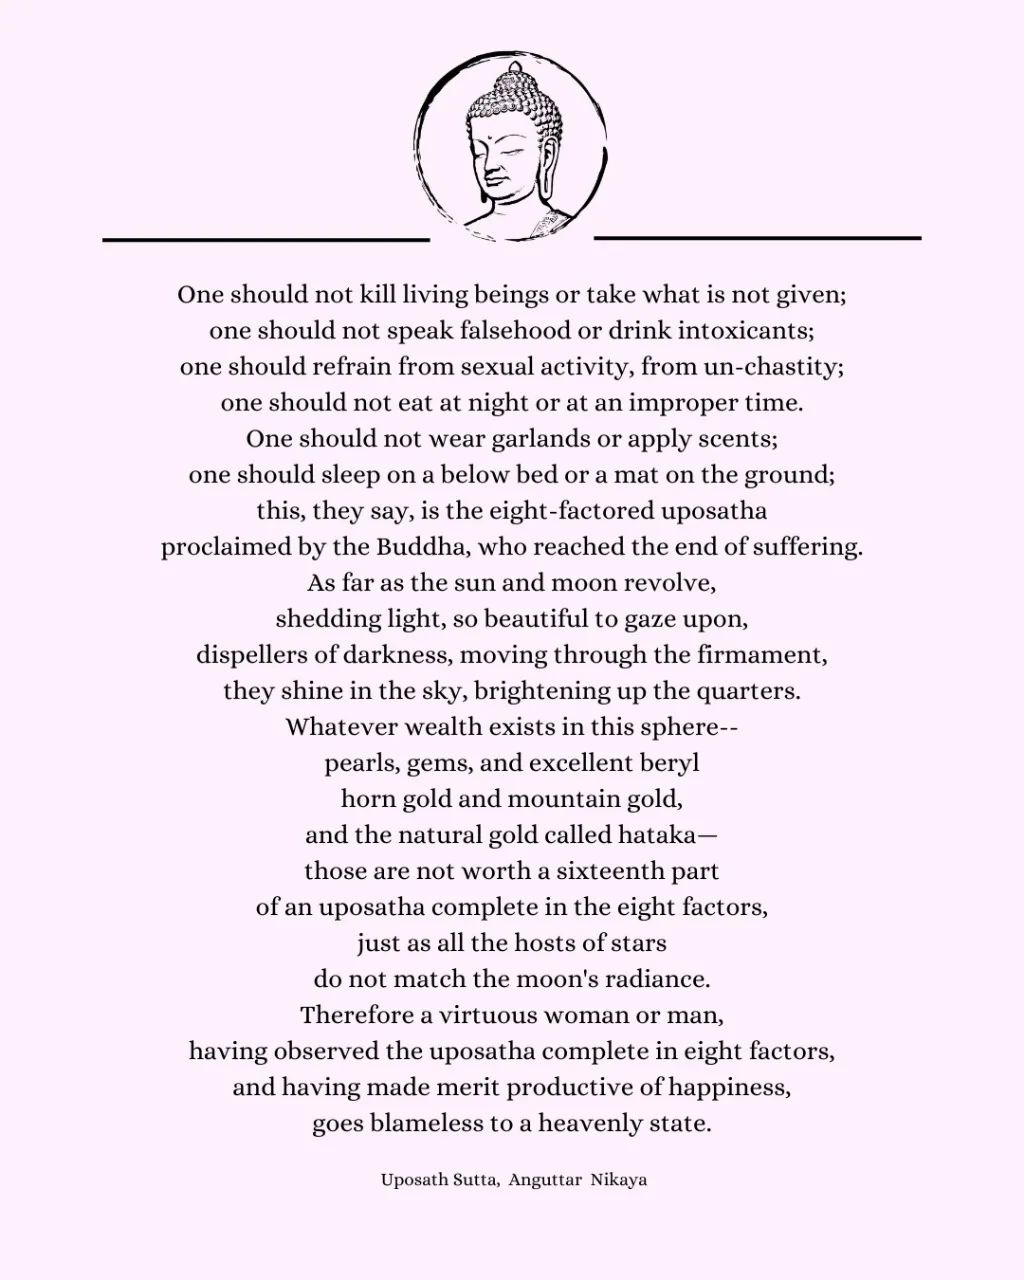 One should not kill living beings or take what is not given;
one should not speak falsehood or drink intoxicants;
one should refrain from sexual activity, from un-chastity;
one should not eat at night or at an improper time.
One should not wear garlands or apply scents;
one should sleep on a below bed or a mat on the ground;
this, they say, is the eight-factored uposatha
proclaimed by the Buddha, who reached the end of suffering.
As far as the sun and moon revolve,
shedding light, so beautiful to gaze upon,
dispellers of darkness, moving through the firmament,
they shine in the sky, brightening up the quarters.
Whatever wealth exists in this sphere--
pearls, gems, and excellent beryl
horn gold and mountain gold,
and the natural gold called hataka—
those are not worth a sixteenth part
of an uposatha complete in the eight factors,
just as all the hosts of stars
do not match the moon's radiance.
Therefore a virtuous woman or man,
having observed the uposatha complete in eight factors,
and having made merit productive of happiness,
goes blameless to a heavenly state.
Uposath Sutta, Anguttar Nikaya